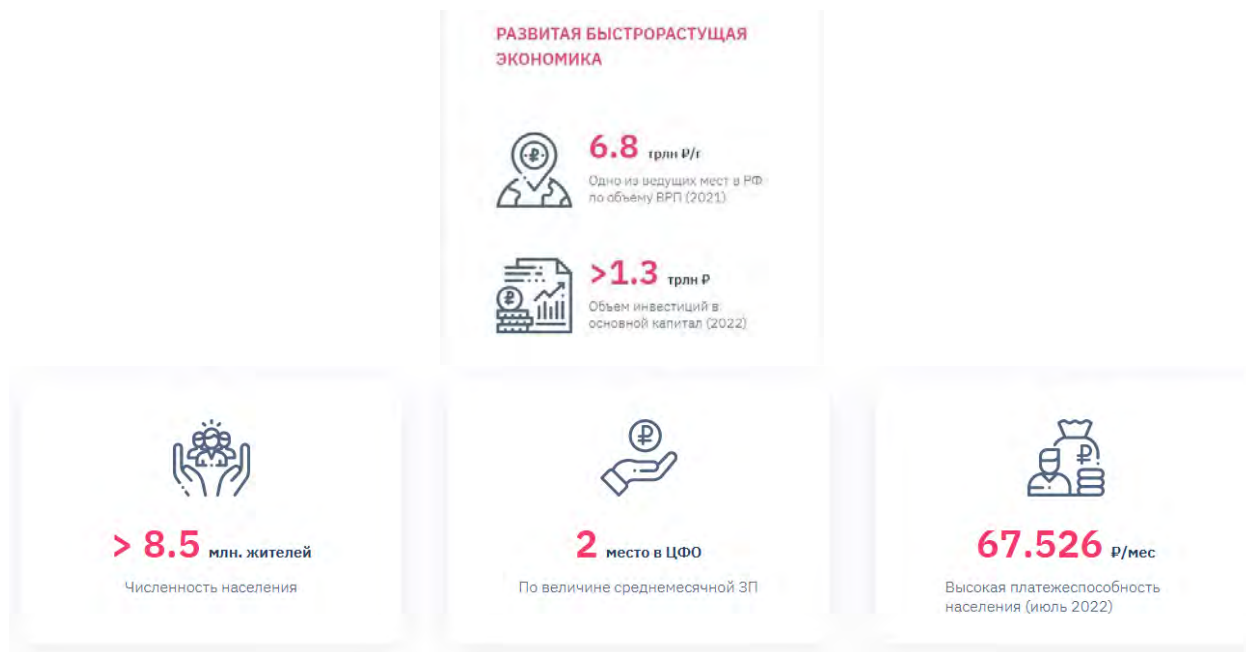 РАЗВИТАЯ БЫСТРОРАСТУЩАЯ
ЭКОНОМИКА
6.8 трлн ₽/г
Одно из ведущих мест в РФ
по объему ВРП (2021)
>1.3 трлн ₽
Объем инвестиций в
основной капитал (2022)
> 8.5 млн. жителей
Численность населения
2 место в ЦФО
По величине среднемесячной ЗП
67.526 ₽/мес
Высокая платежеспособность
населения (июль 2022)